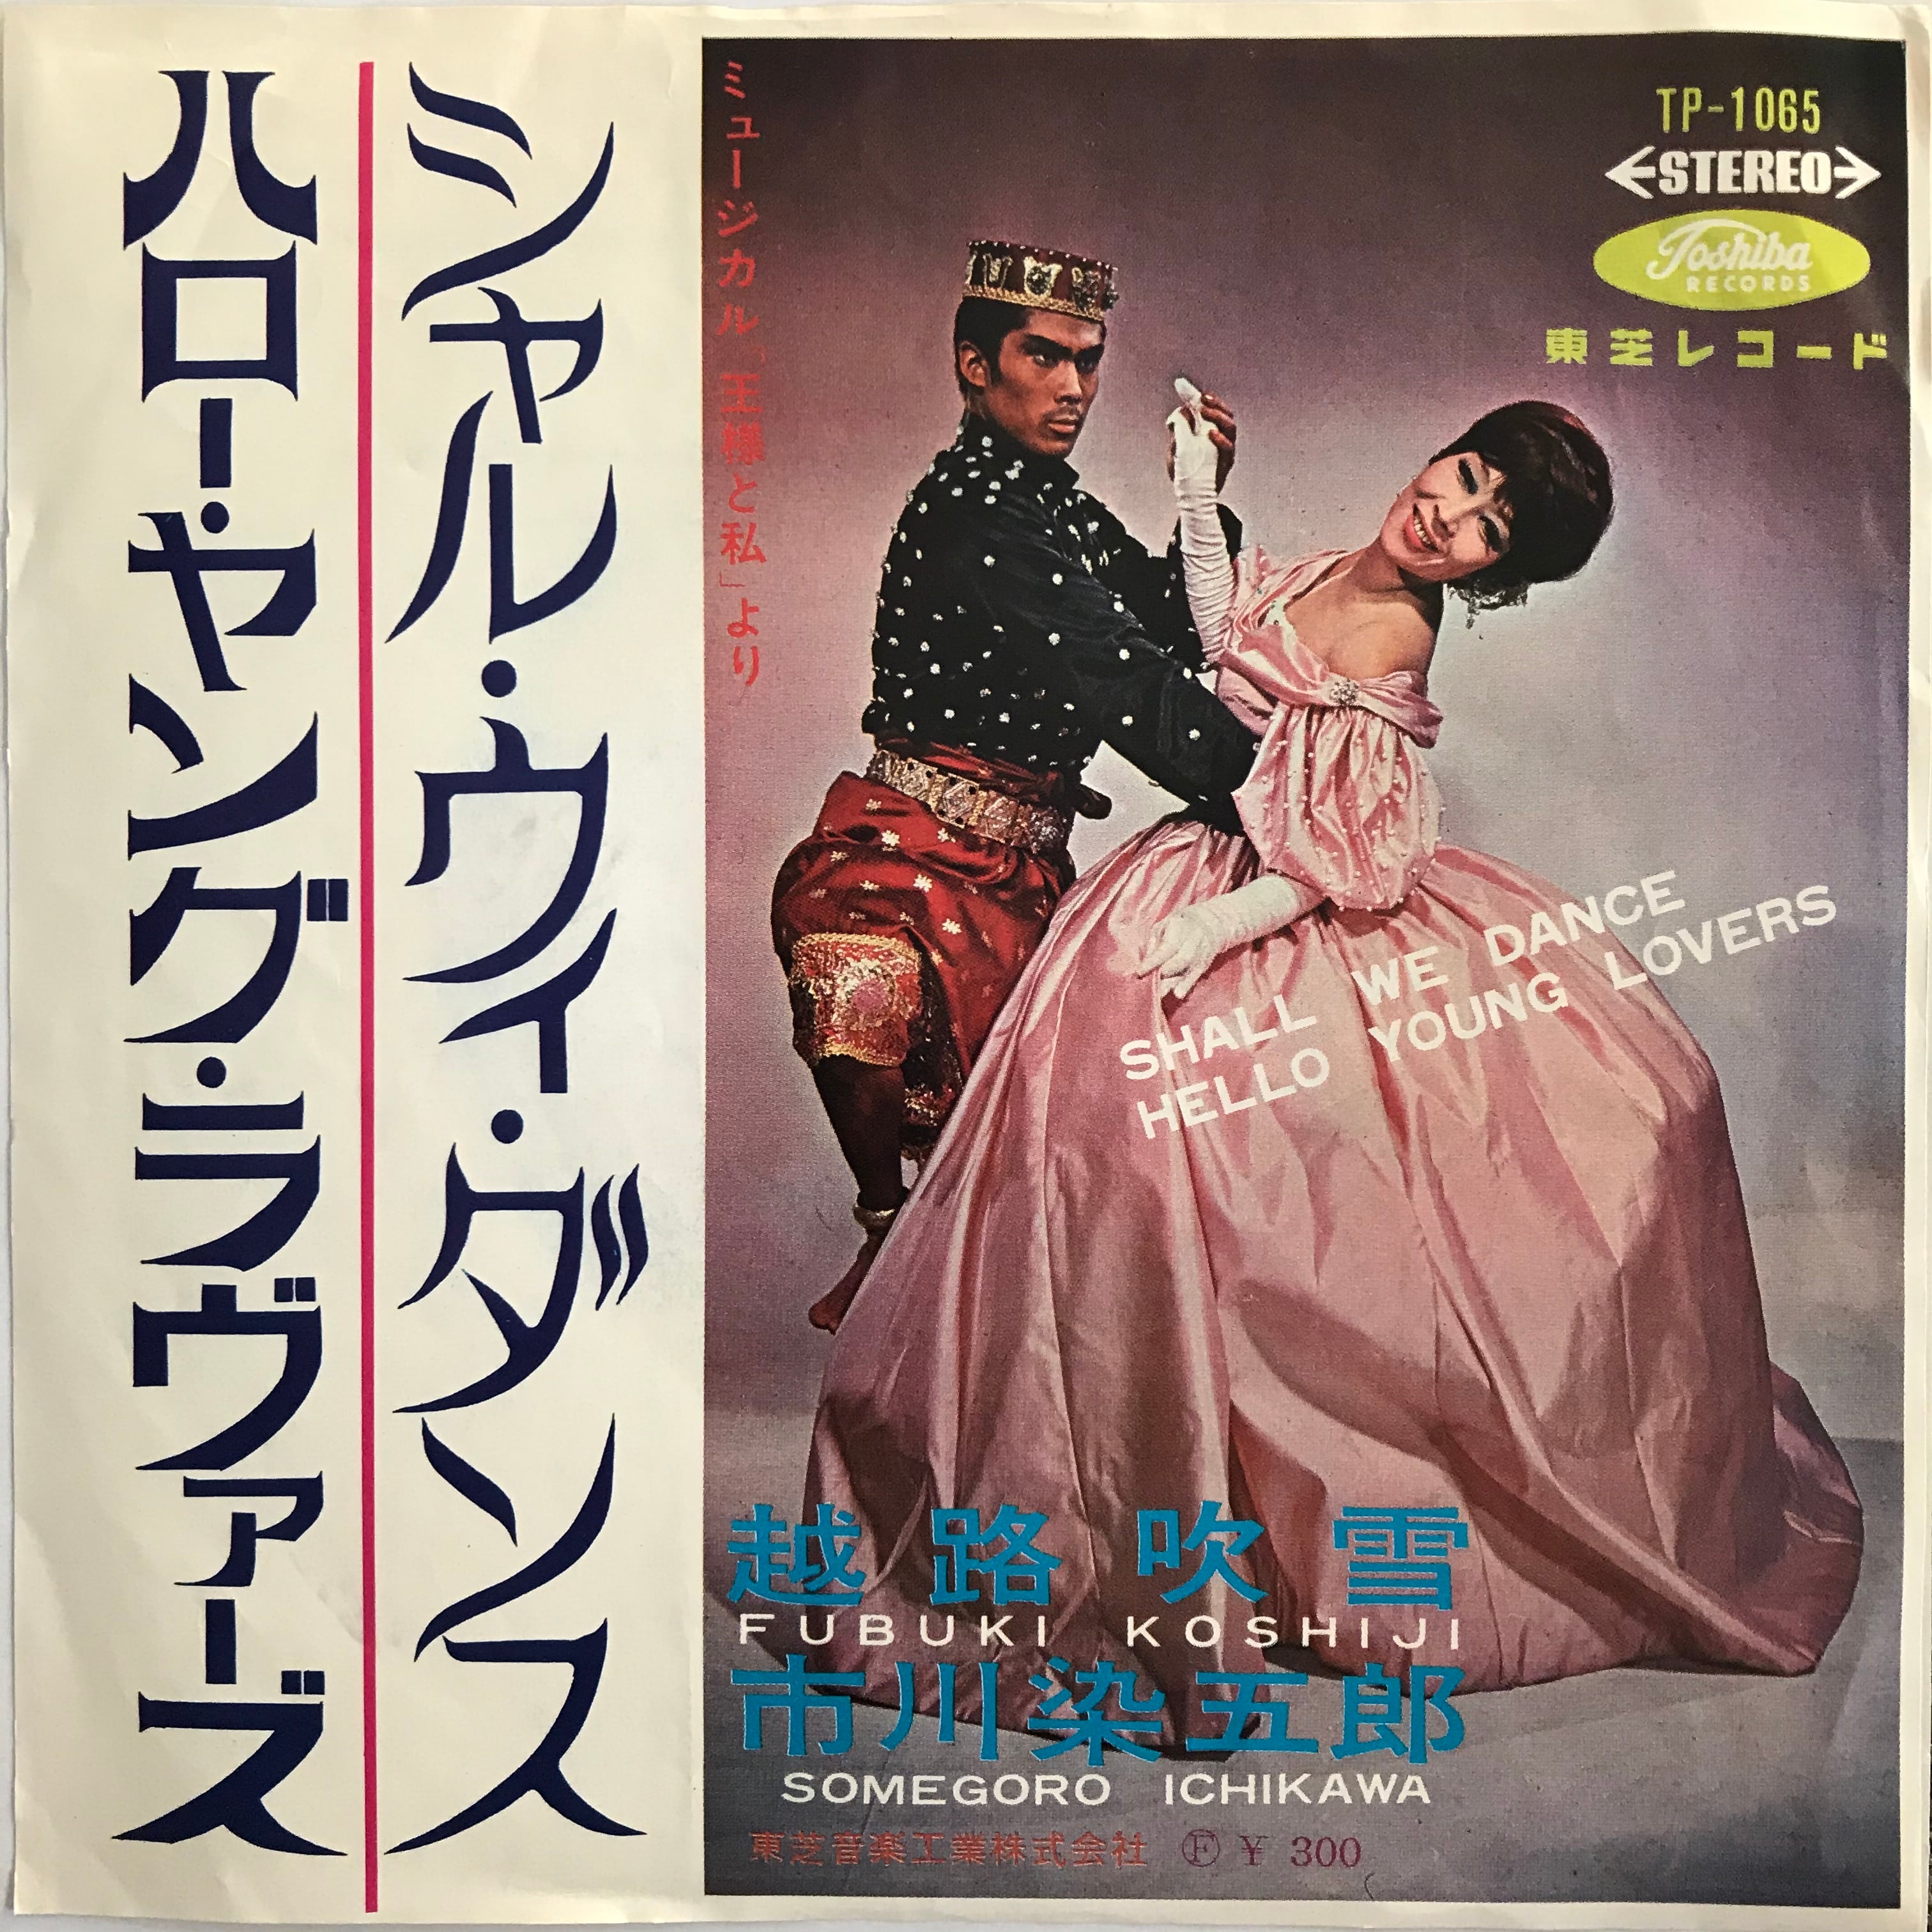 シャル・ウィ・ダンス
ハロー・ヤング・ラヴァーズ
ミュージカル「王様と私」より
TP-1065
STEREO
Toshiba
RECORDS
東芝レコード
SHALL WE DANCE
HELLO YOUNG LOVERS
越路吹雪
FUBUKI KOSHIJI
市川染五郎
SOMEGORO ICHIKAWA
東芝音楽工業株式会社 Ⓕ ¥ 300